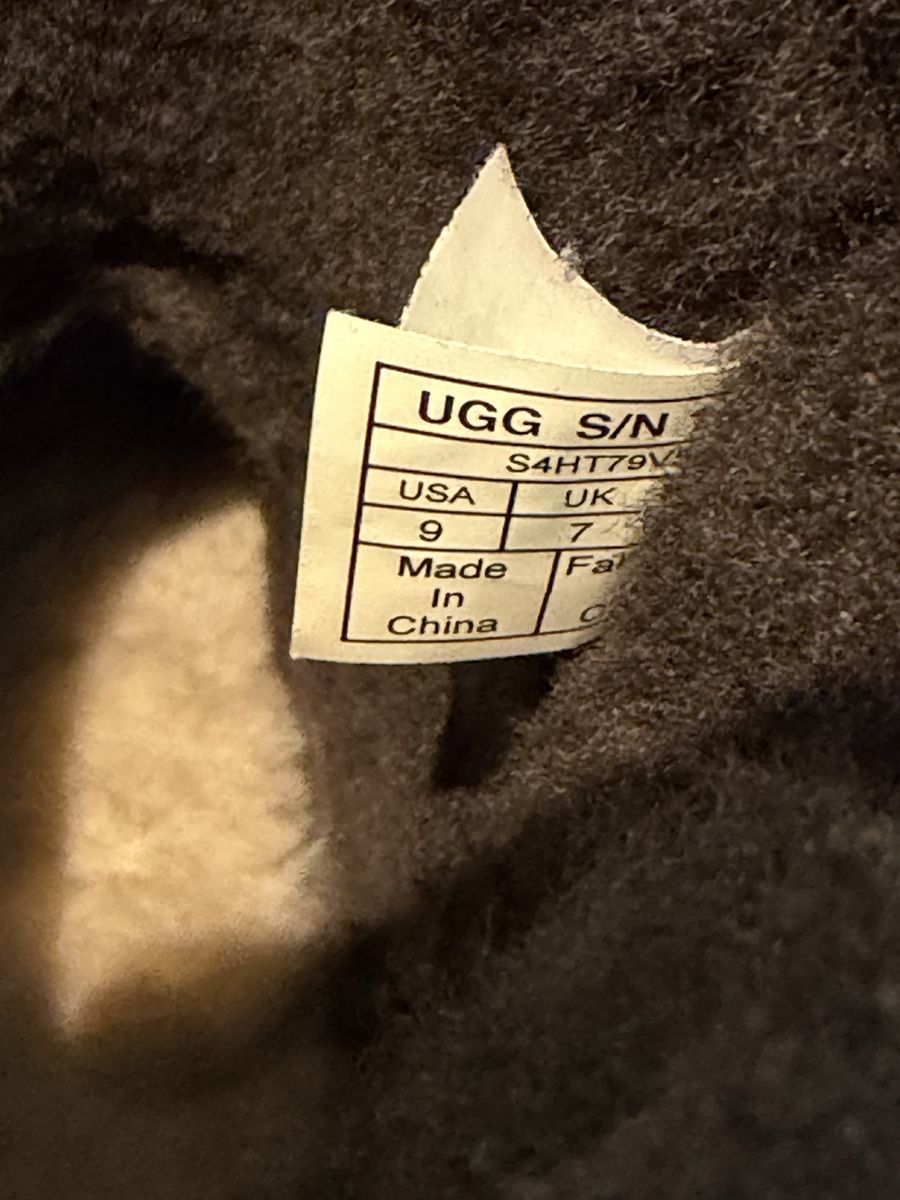 UGG S/N
S4HT79V
USA UK
9 7
Made
In
China